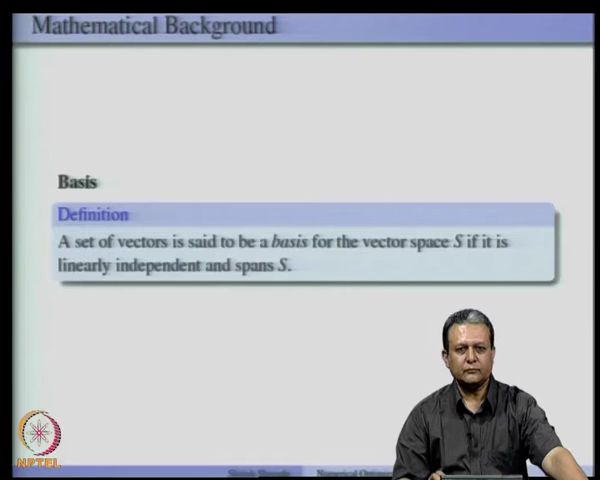 Mathematical Background
Basis
Definition
A set of vectors is said to be a basis for the vector space S if it is
linearly independent and spans S.
NPTEL
Numerical